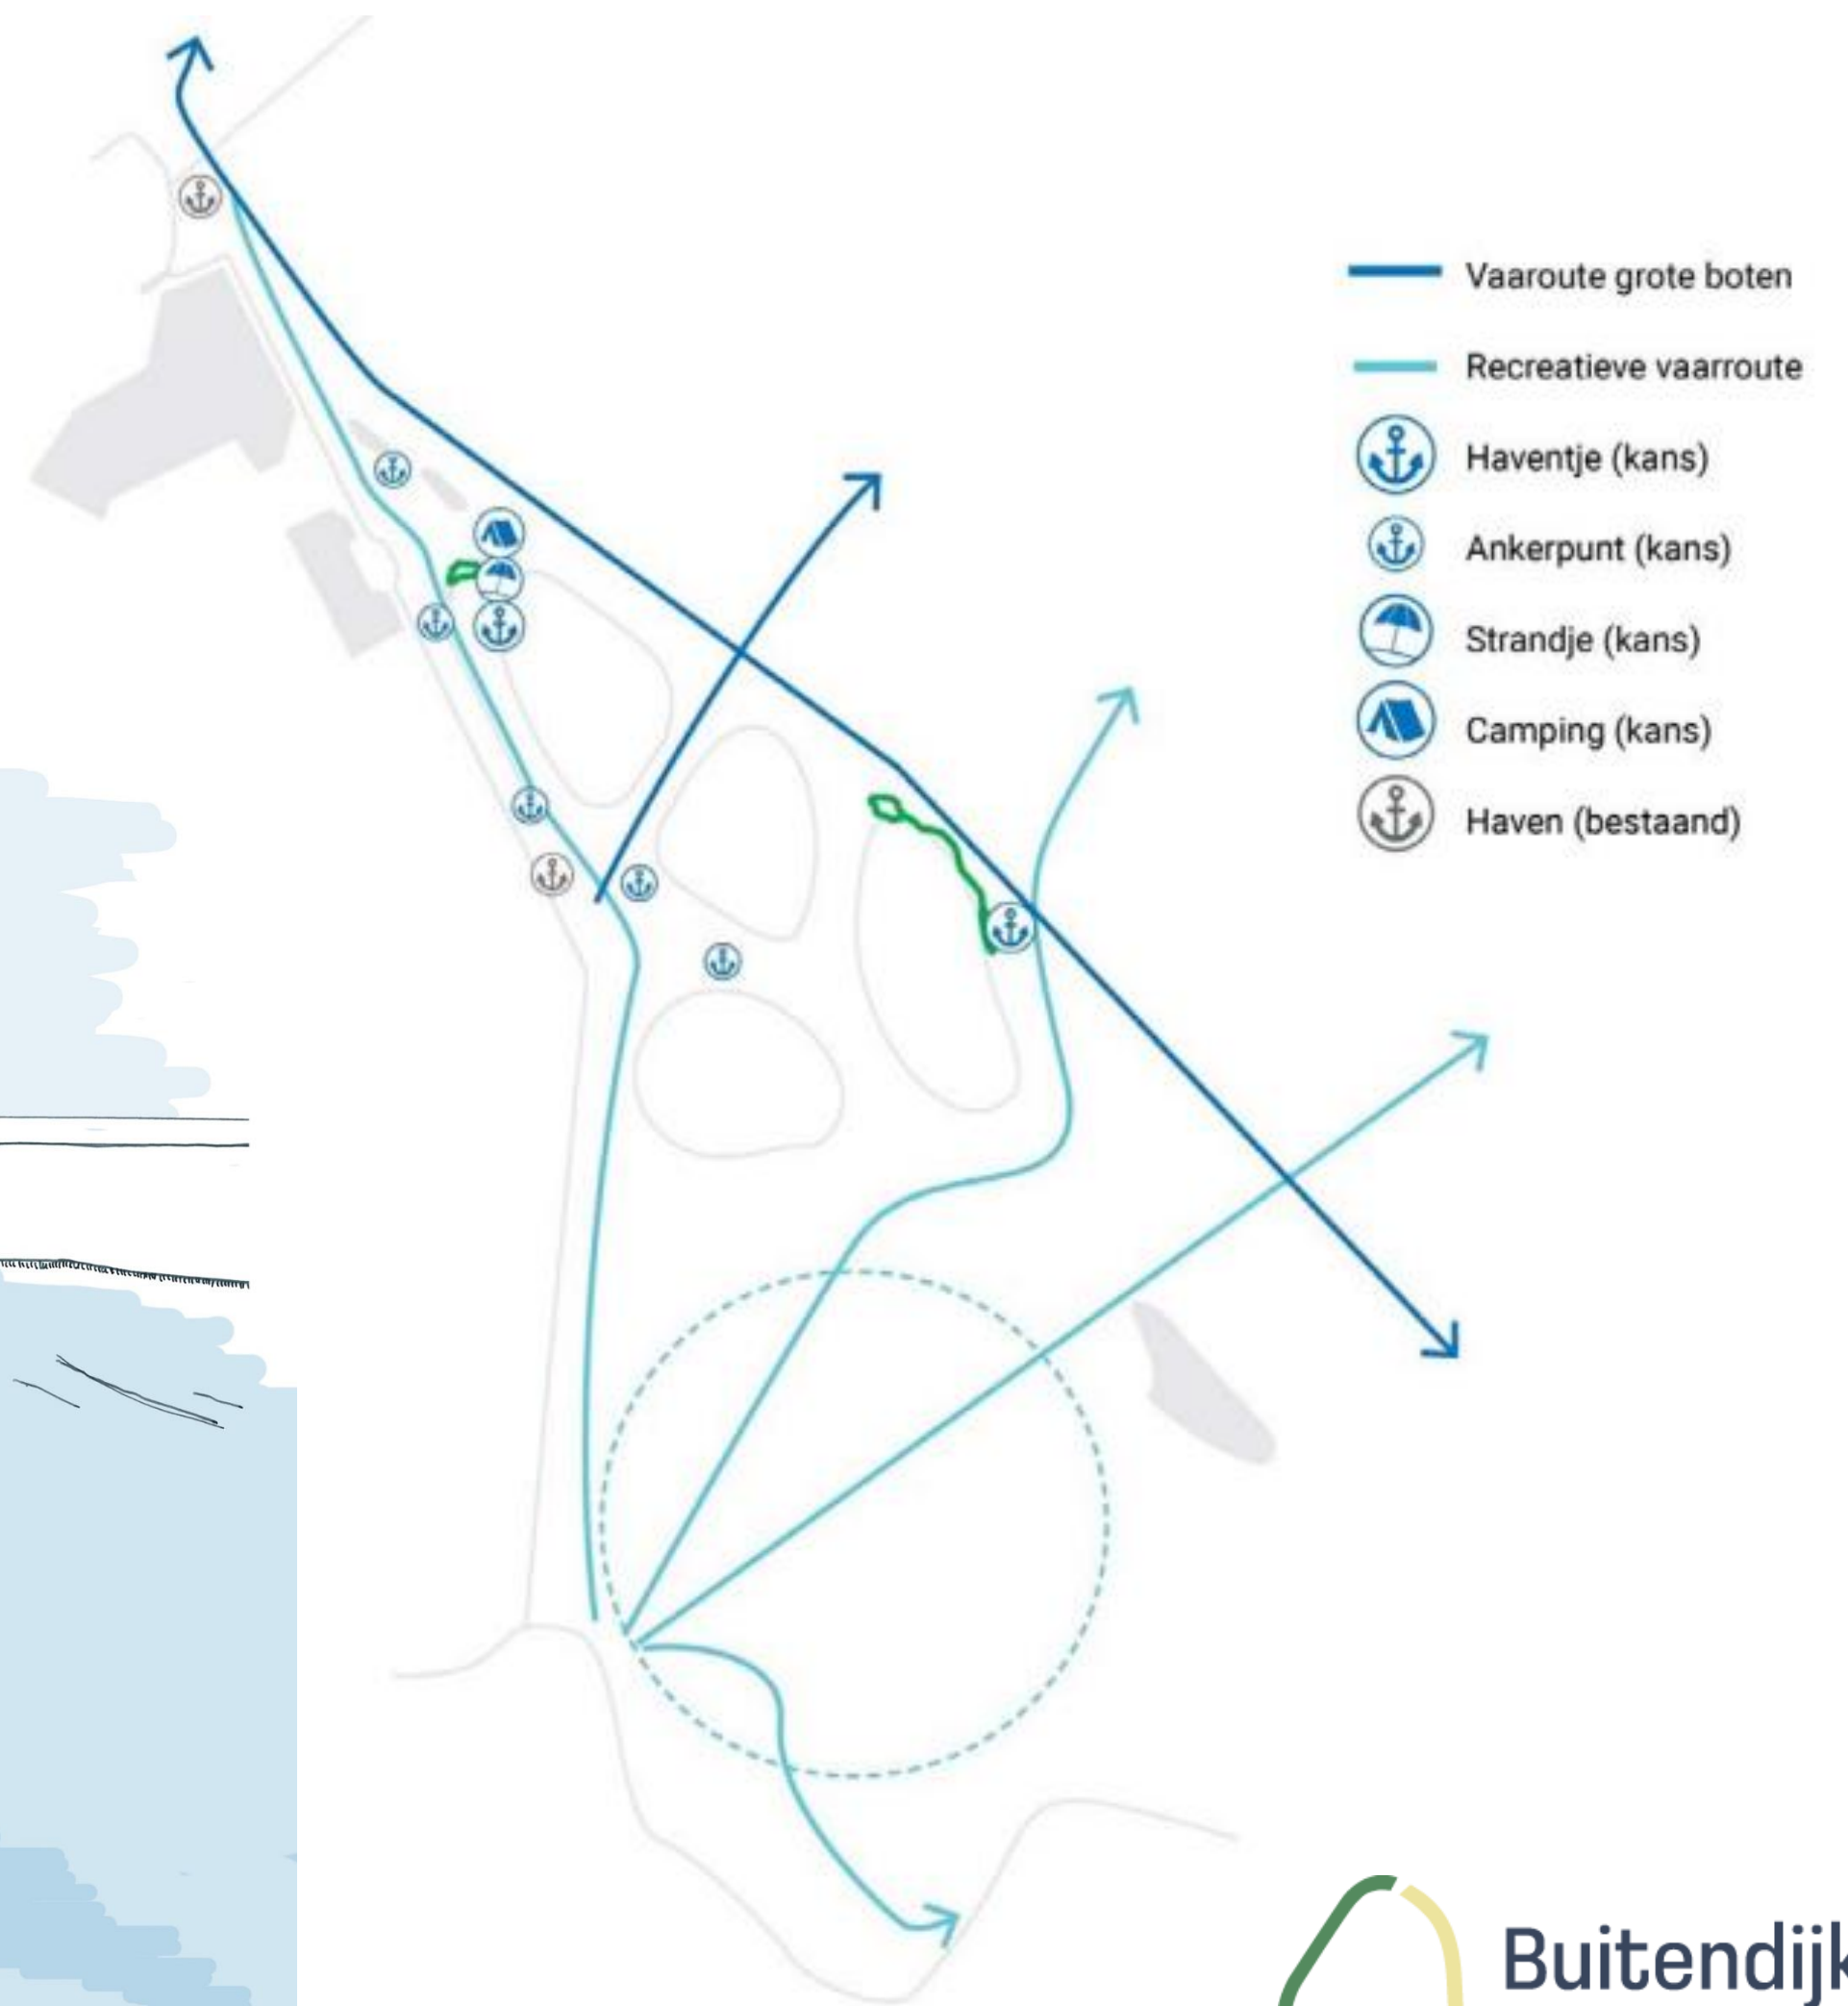 Vaaroute grote boten
Recreatieve vaarroute
Haventje (kans)
Ankerpunt (kans)
Strandje (kans)
Camping (kans)
Haven (bestaand)
Buitendijk